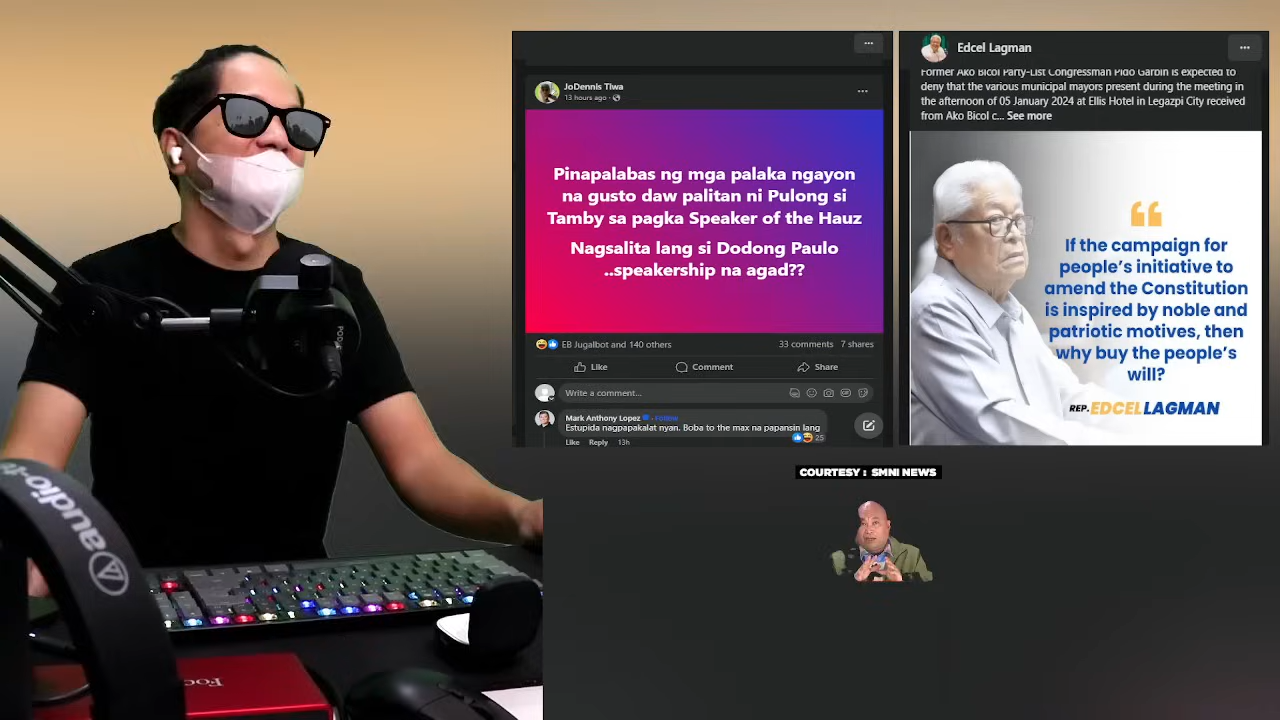 JoDennis Tiwa
13 hours ago
Pinapalabas ng mga palaka ngayon
na gusto daw palitan ni Pulong si
Tamby sa pagka Speaker of the Hauz
Nagsalita lang si Dodong Paulo
..speakership na agad??
EB Jugalbot and 140 others
33 comments 7 shares
Like Comment Share
Write a comment...
Mark Anthony Lopez
Estupida nagpapakalat nyan. Boba to the max na papansin lang
25
Like Reply 13h
Edcel Lagman
Former Ako Bicol Party-List Congressman Pido Garbin is expected to
deny that the various municipal mayors present during the meeting in
the afternoon of 05 January 2024 at Ellis Hotel in Legazpi City received
from Ako Bicol c... See more
“
If the campaign for
people’s initiative to
amend the Constitution
is inspired by noble and
patriotic motives, then
why buy the people’s
will?
REP. EDCEL LAGMAN
COURTESY : SMNI NEWS
audio-te
Foc